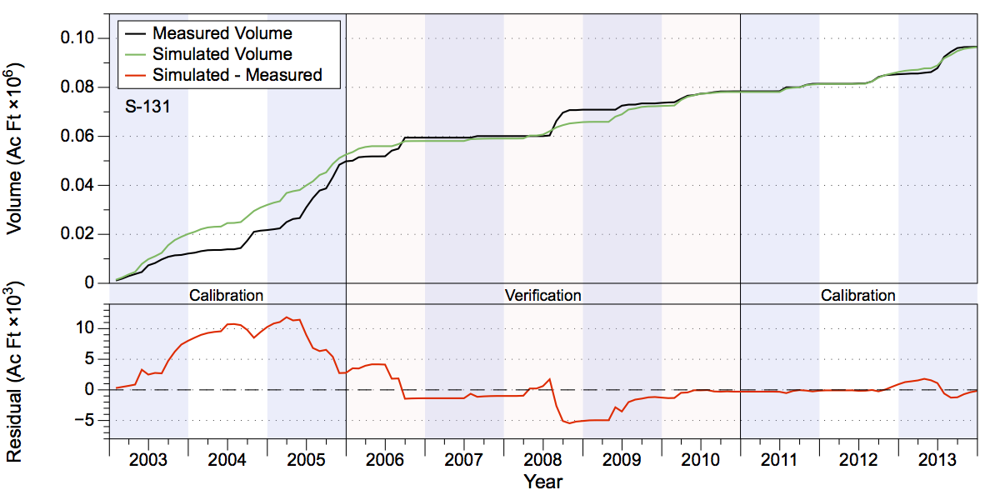 Measured Volume
Simulated Volume
Simulated - Measured
S-131
Volume (Ac Ft ×10⁶)
0.10
0.08
0.06
0.04
0.02
0
Calibration Verification Calibration
Residual (Ac Ft ×10³)
10
5
0
−5
2003 2004 2005 2006 2007 2008 2009 2010 2011 2012 2013
Year